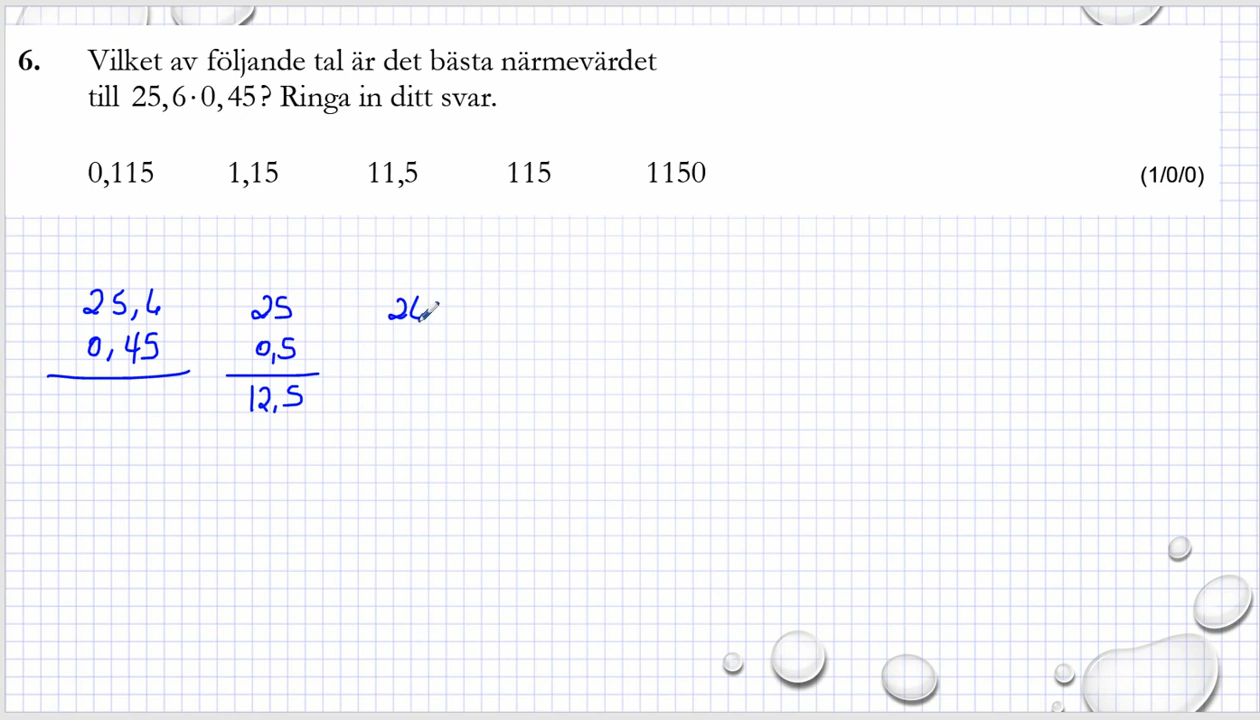 6. Vilket av följande tal är det bästa närmevärdet
till 25,6·0,45? Ringa in ditt svar.
0,115 1,15 11,5 115 1150 (1/0/0)
25,6 25 26
0,45 0,5
12,5